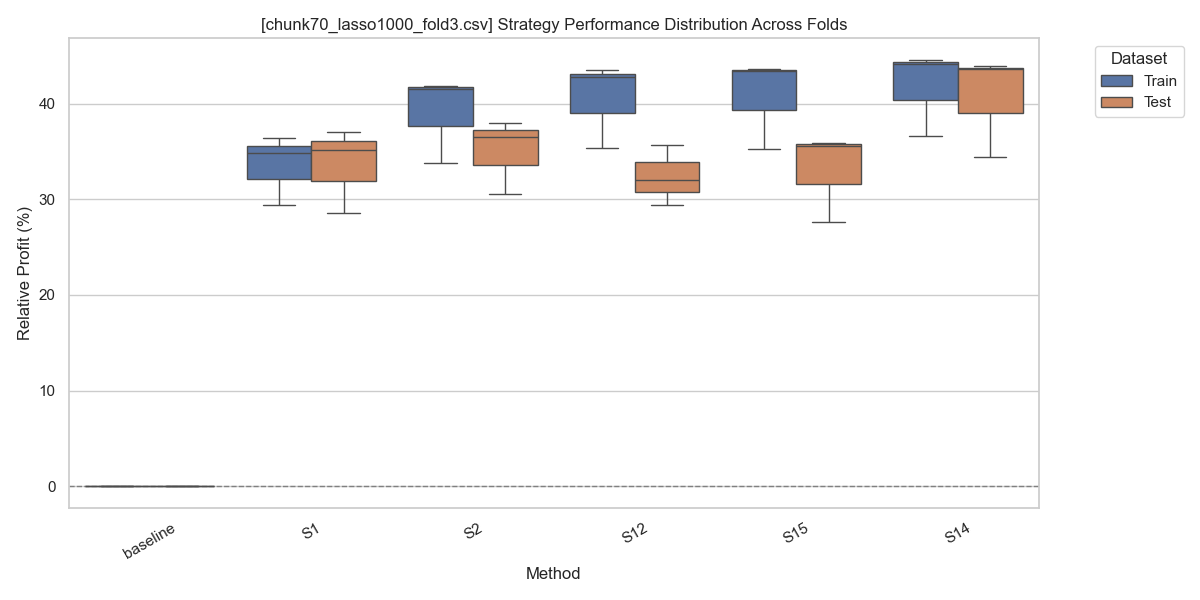 [chunk70_lasso1000_fold3.csv] Strategy Performance Distribution Across Folds
Dataset
Train
Test
Relative Profit (%)
40
30
20
10
0
baseline
S1
S2
S12
S15
S14
Method